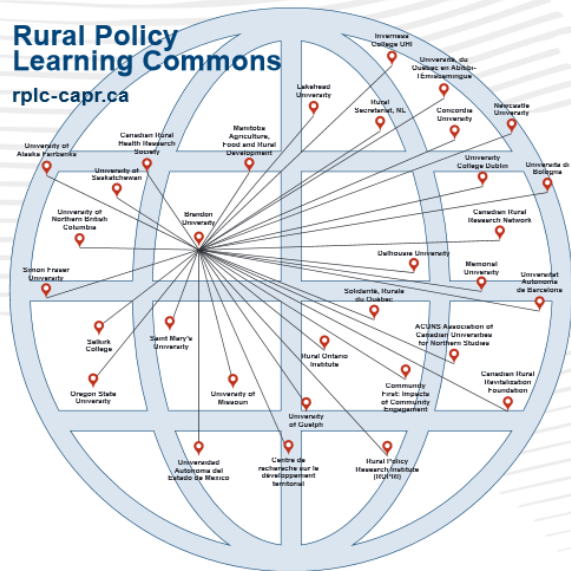 Rural Policy
Learning Commons
rplc-capr.ca
Inverness
College UHI
Université du
Québec en Abitibi-
Témiscamingue
Lakehead
University
Rural
Secretariat, NL
Concordia
University
Newcastle
University
University of
Alaska Fairbanks
Canadian Rural
Health Research
Society
Manitoba
Agriculture,
Food and Rural
Development
University of
Saskatchewan
University
College Dublin
Universita di
Bologna
University of
Northern British
Columbia
Brandon
University
Canadian Rural
Research Network
Simon Fraser
University
Dalhousie University
Memorial
University
Universitat
Autonoma
de Barcelona
Solidarité, Rurale
du Québec
Selkirk
College
Saint Mary's
University
Rural Ontario
Institute
ACUNS Association of
Canadian Universities
for Northern Studies
Oregon State
University
University of
Missouri
Community
First: Impacts
of Community
Engagement
Canadian Rural
Revitalization
Foundation
University
of Guelph
Universidad
Autonoma del
Estado de Mexico
Centre de
recherche sur le
développement
territorial
Rural Policy
Research Institute
(RUPRI)